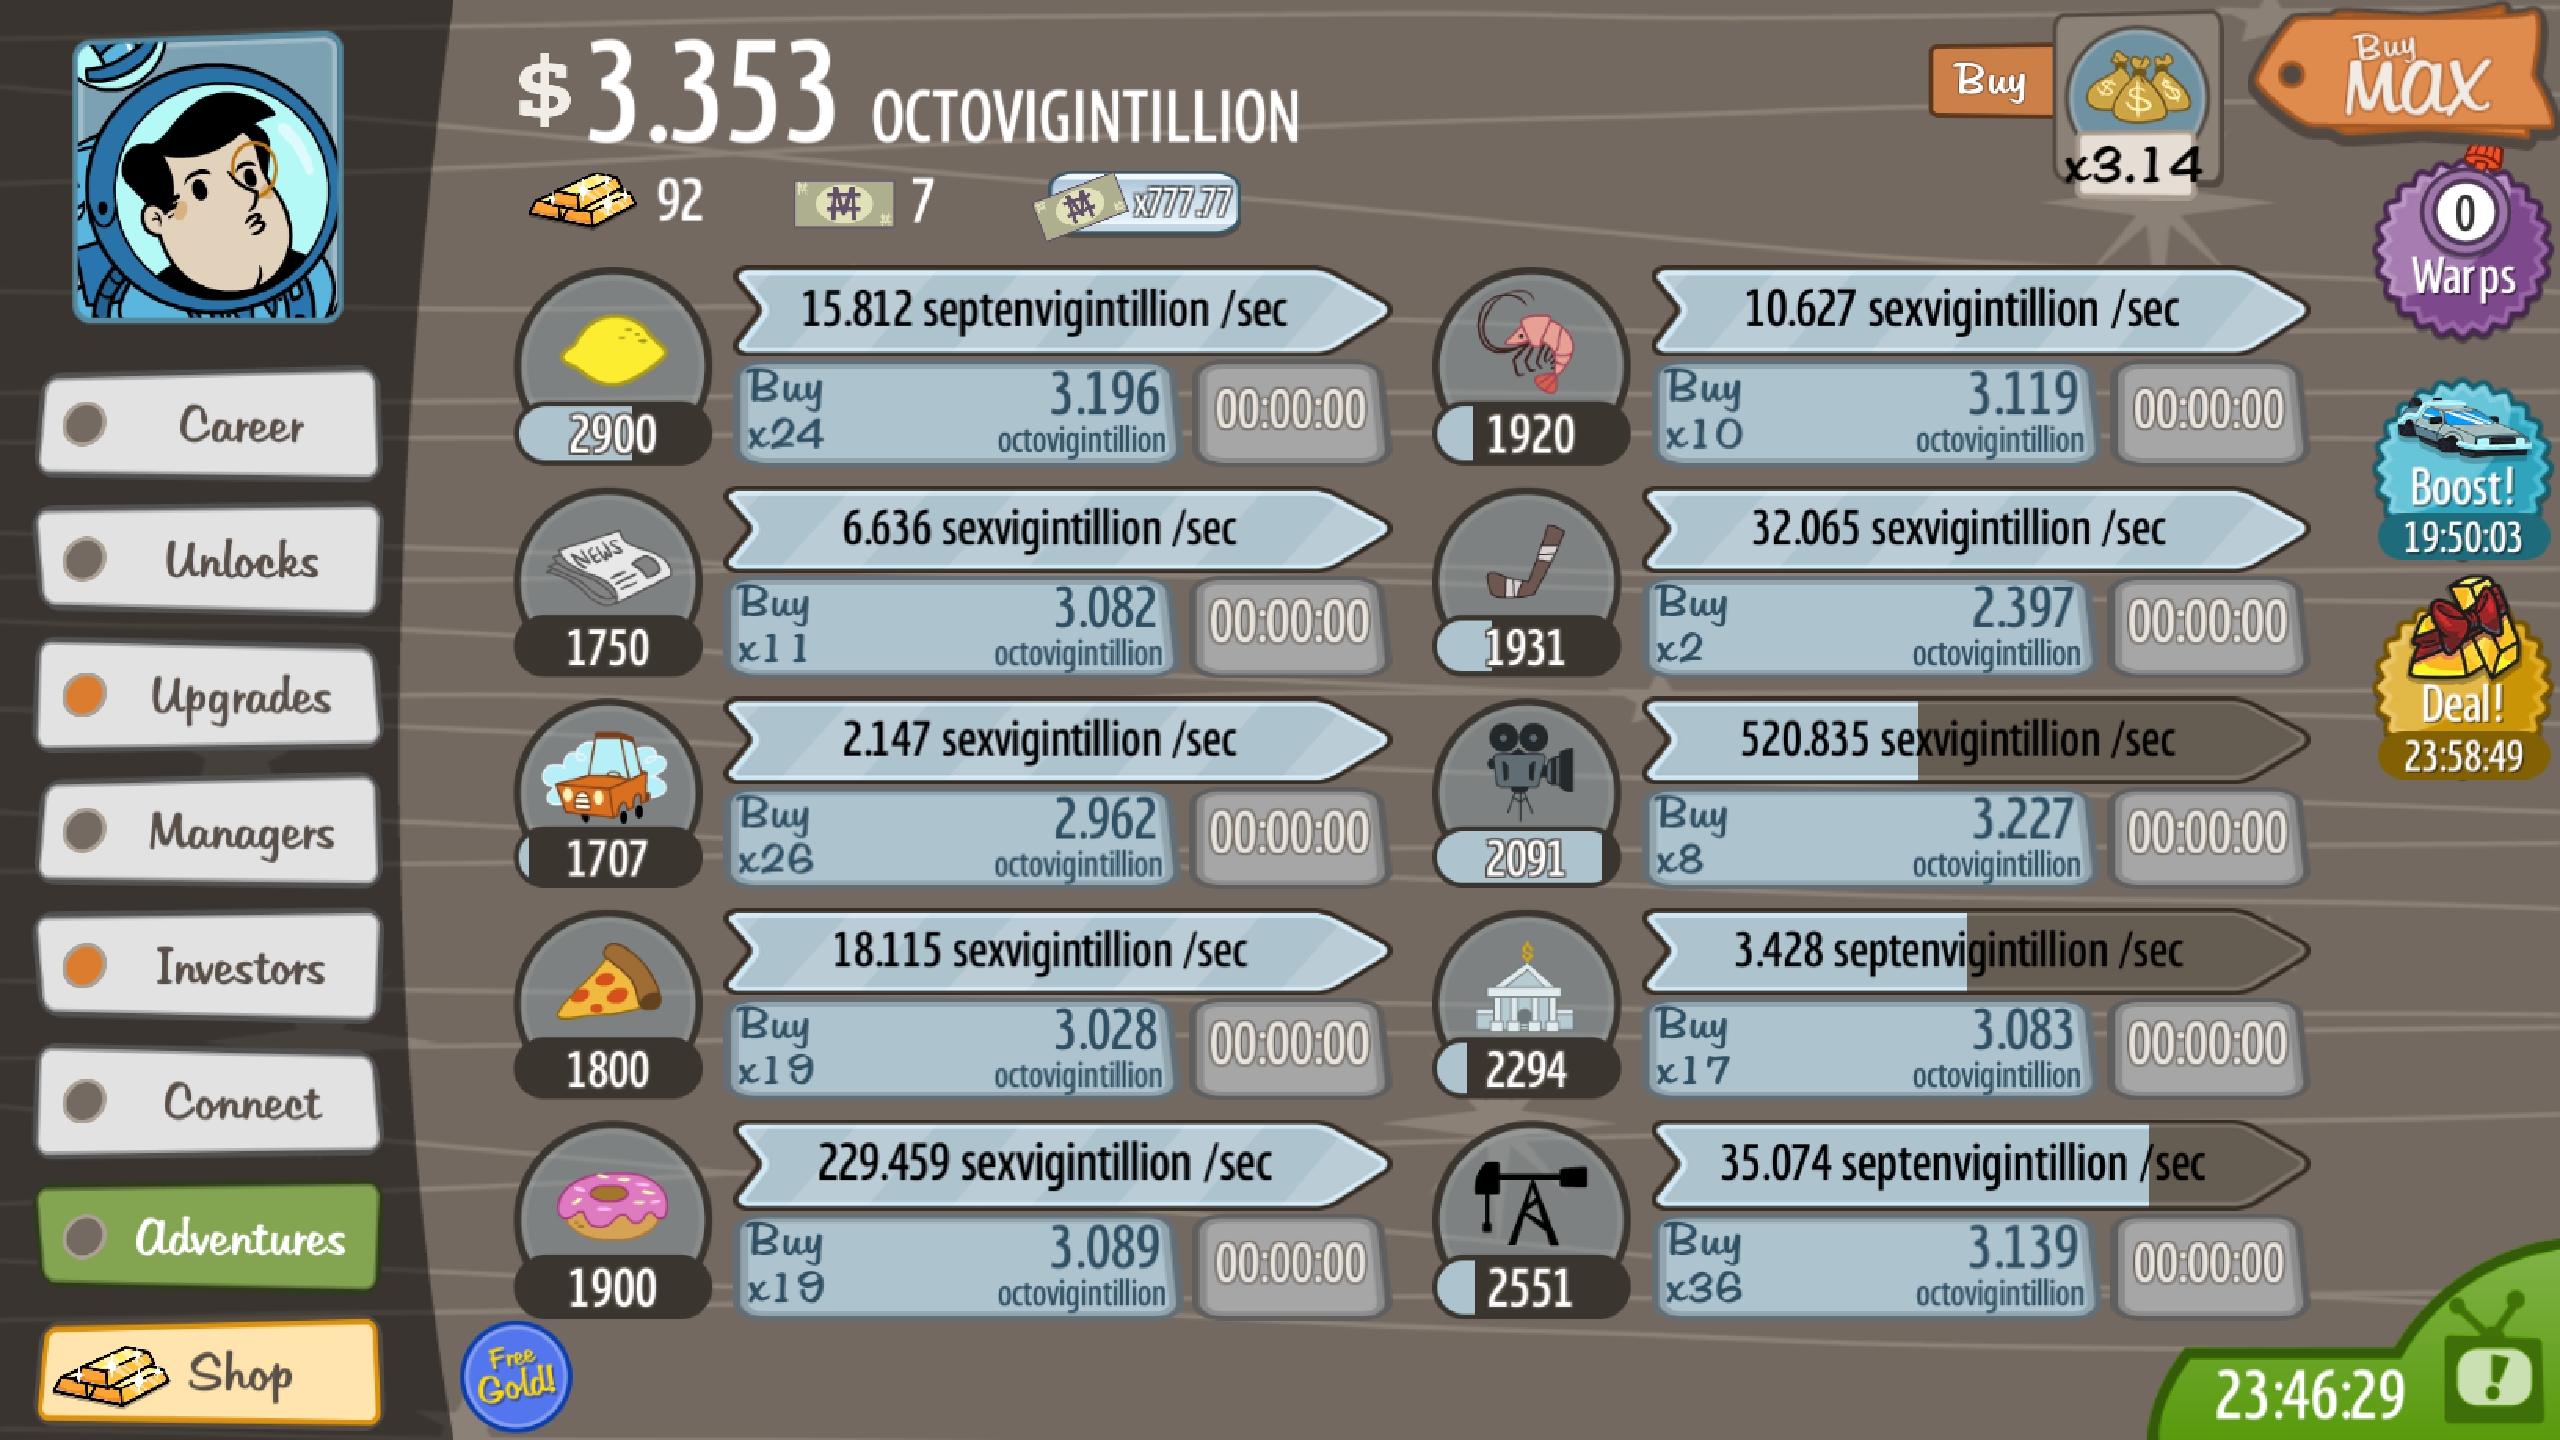 $3.353 OCTOVIGINTILLION
Buy
x3.14
Buy
MAX
92
7
x777.77
0
Warps
Boost!
19:50:03
Deal!
23:58:49
Career
Unlocks
Upgrades
Managers
Investors
Connect
Adventures
Shop
15.812 septenvigintillion /sec
2900
Buy
x24
3.196
octovigintillion
00:00:00
NEWS
6.636 sexvigintillion /sec
1750
Buy
x11
3.082
octovigintillion
00:00:00
2.147 sexvigintillion /sec
1707
Buy
x26
2.962
octovigintillion
00:00:00
18.115 sexvigintillion /sec
1800
Buy
x19
3.028
octovigintillion
00:00:00
229.459 sexvigintillion /sec
1900
Buy
x19
3.089
octovigintillion
00:00:00
10.627 sexvigintillion /sec
1920
Buy
x10
3.119
octovigintillion
00:00:00
32.065 sexvigintillion /sec
1931
Buy
x2
2.397
octovigintillion
00:00:00
520.835 sexvigintillion /sec
2091
Buy
x8
3.227
octovigintillion
00:00:00
$
3.428 septenvigintillion /sec
2294
Buy
x17
3.083
octovigintillion
00:00:00
35.074 septenvigintillion /sec
2551
Buy
x36
3.139
octovigintillion
00:00:00
Free
Gold!
23:46:29
!